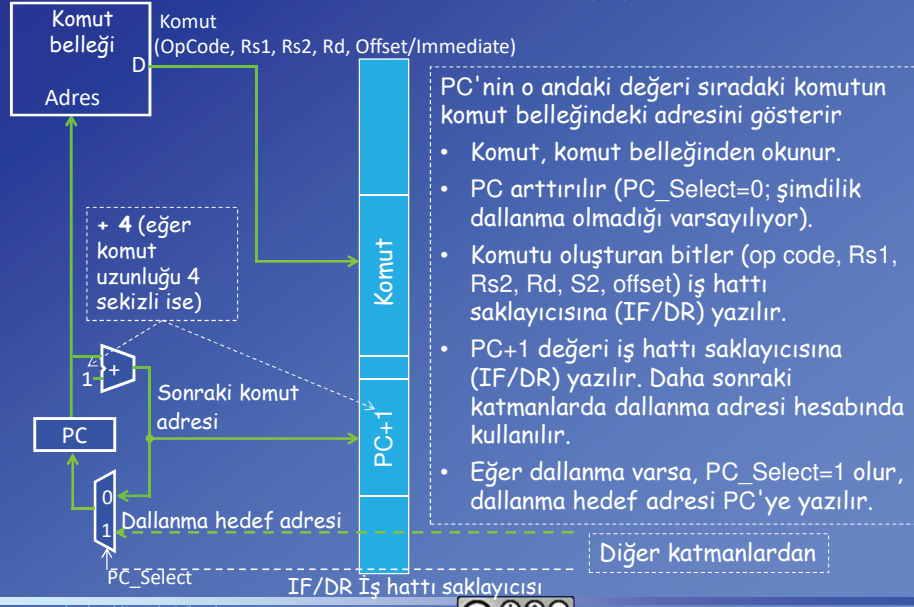 Komut
belleği
D
Adres
Komut
(OpCode, Rs1, Rs2, Rd, Offset/Immediate)
+ 4 (eğer
komut
uzunluğu 4
sekizli ise)
1
+
Sonraki komut
adresi
PC
0
1
Dallanma hedef adresi
PC_Select
Komut
PC+1
IF/DR İş hattı saklayıcısı
PC'nin o andaki değeri sıradaki komutun
komut belleğindeki adresini gösterir
• Komut, komut belleğinden okunur.
• PC arttırılır (PC_Select=0; şimdilik
dallanma olmadığı varsayılıyor).
• Komutu oluşturan bitler (op code, Rs1,
Rs2, Rd, S2, offset) iş hattı
saklayıcısına (IF/DR) yazılır.
• PC+1 değeri iş hattı saklayıcısına
(IF/DR) yazılır. Daha sonraki
katmanlarda dallanma adresi hesabında
kullanılır.
• Eğer dallanma varsa, PC_Select=1 olur,
dallanma hedef adresi PC'ye yazılır.
Diğer katmanlardan